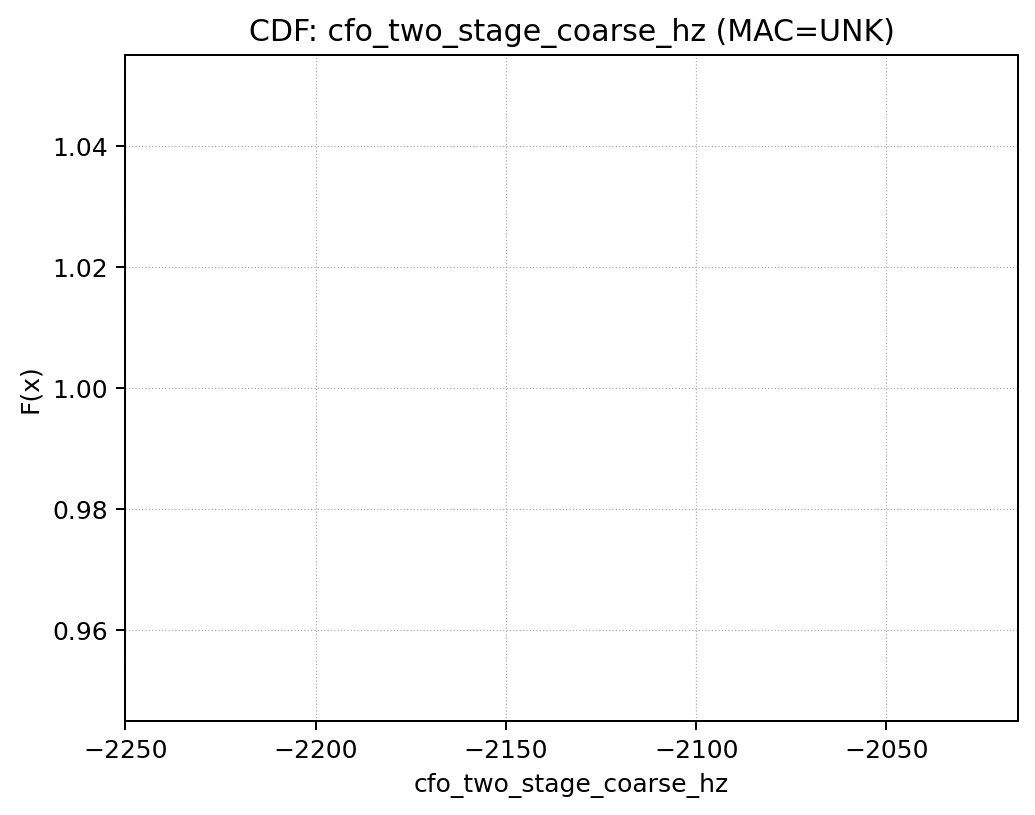 CDF: cfo_two_stage_coarse_hz (MAC=UNK)
1.04
1.02
1.00
0.98
0.96
F(x)
−2250 −2200 −2150 −2100 −2050
cfo_two_stage_coarse_hz